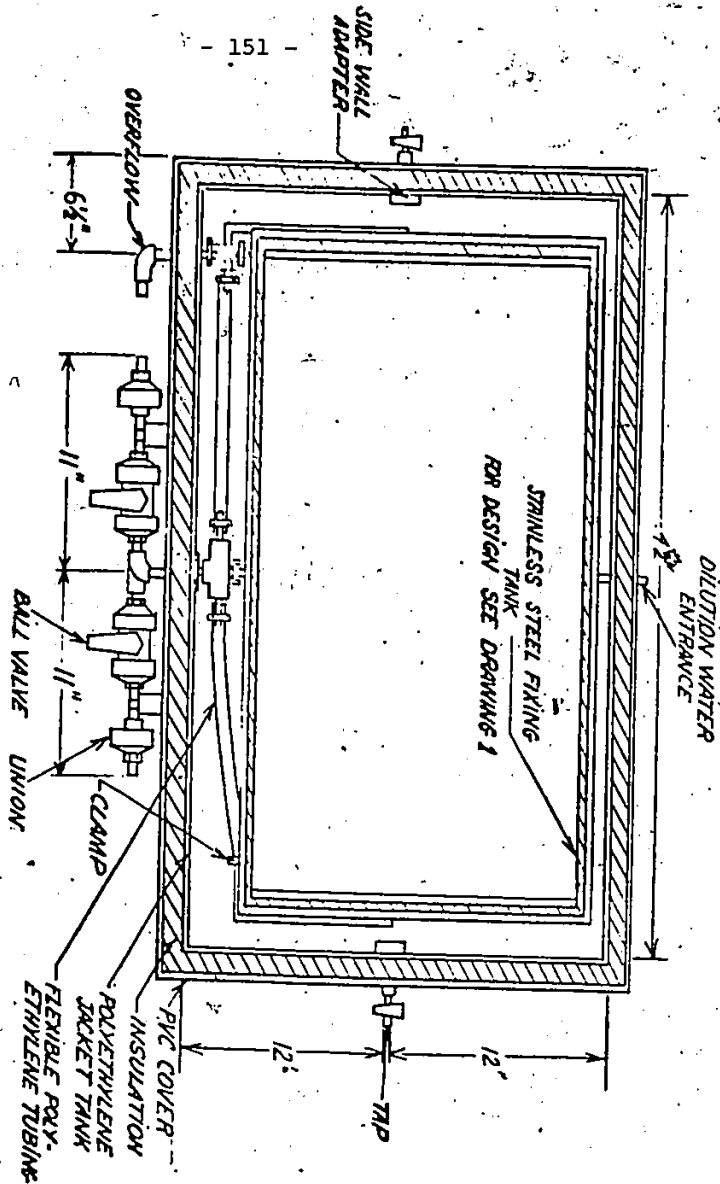 - 151 -
SIDE WALL
ADAPTER
OVERFLOW
6½"
11"
11"
BALL VALVE
UNION
CLAMP
STAINLESS STEEL FIXING
TANK
FOR DESIGN SEE DRAWING 1
DILUTION WATER
ENTRANCE
12"
12"
TAP
PVC COVER
INSULATION
POLYETHYLENE
JACKET TANK
FLEXIBLE POLY-
ETHYLENE TUBING